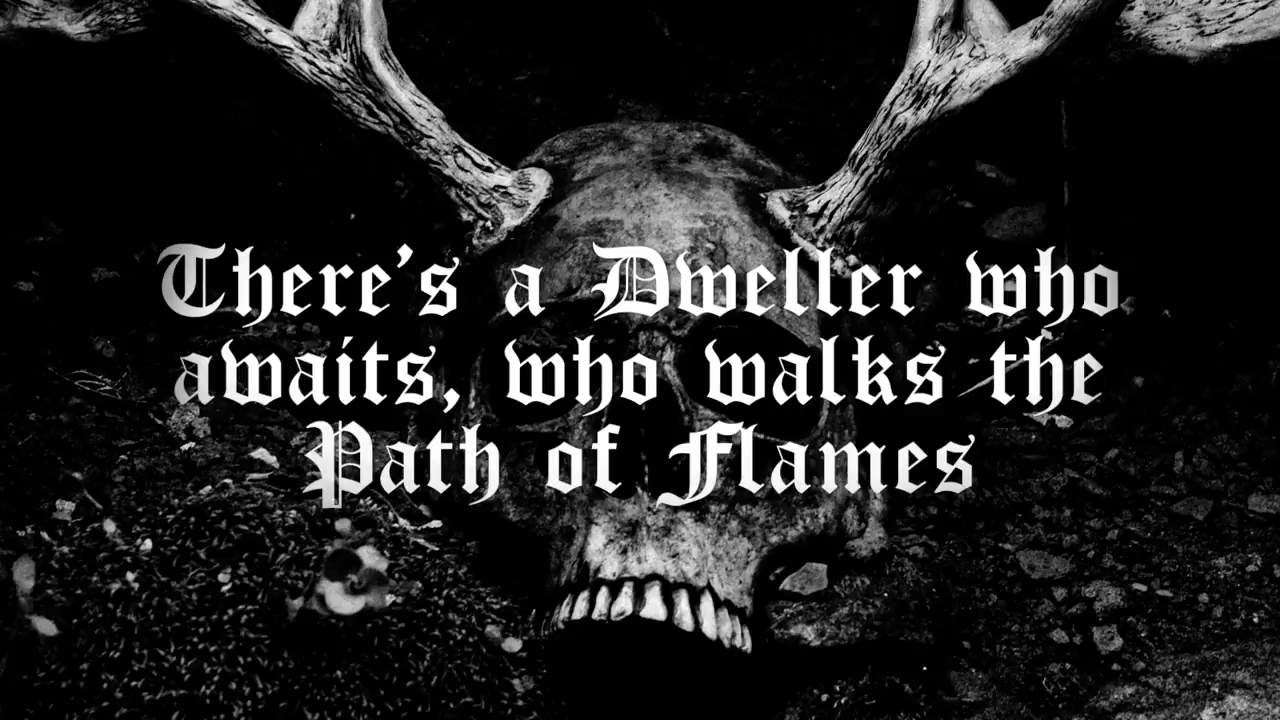 There's a Dweller who
awaits, who walks the
Path of Flames